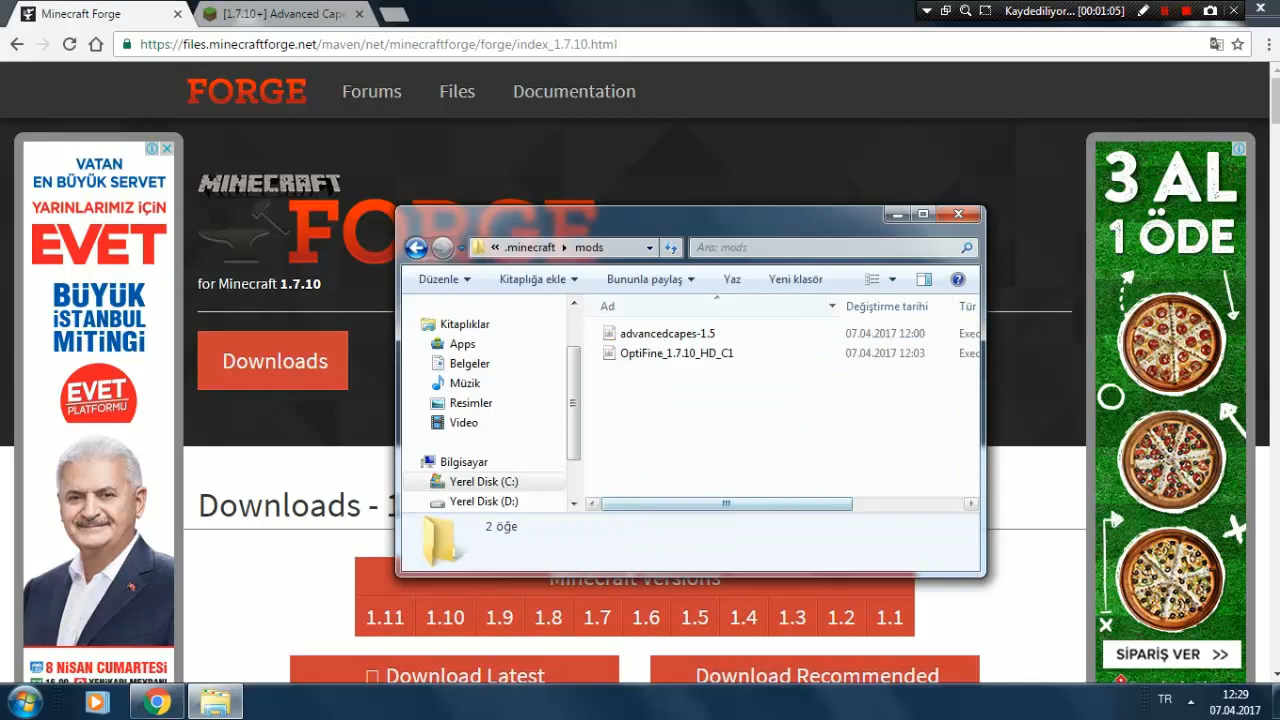 Minecraft Forge
[1.7.10+] Advanced Cape
Kaydediliyor... [00:01:05]
https://files.minecraftforge.net/maven/net/minecraftforge/forge/index_1.7.10.html
FORGE
Forums
Files
Documentation
VATAN
EN BÜYÜK SERVET
YARINLARIMIZ İÇİN
EVET
BÜYÜK
İSTANBUL
MİTİNGİ
EVET
PLATFORMU
8 NİSAN CUMARTESİ
MINECRAFT
for Minecraft 1.7.10
Downloads
Downloads - 1
« .minecraft
mods
Ara: mods
Düzenle
Kitaplığa ekle
Bununla paylaş
Yaz
Yeni klasör
Ad
Değiştirme tarihi
Tür
advancedcapes-1.5
07.04.2017 12:00
Exec
OptiFine_1.7.10_HD_C1
07.04.2017 12:03
Exec
Kitaplıklar
Apps
Belgeler
Müzik
Resimler
Video
Bilgisayar
Yerel Disk (C:)
Yerel Disk (D:)
2 öğe
Minecraft Versions
1.11
1.10
1.9
1.8
1.7
1.6
1.5
1.4
1.3
1.2
1.1
Download Latest
Download Recommended
3 AL
1 ÖDE
SİPARİŞ VER >>
TR
12:29
07.04.2017